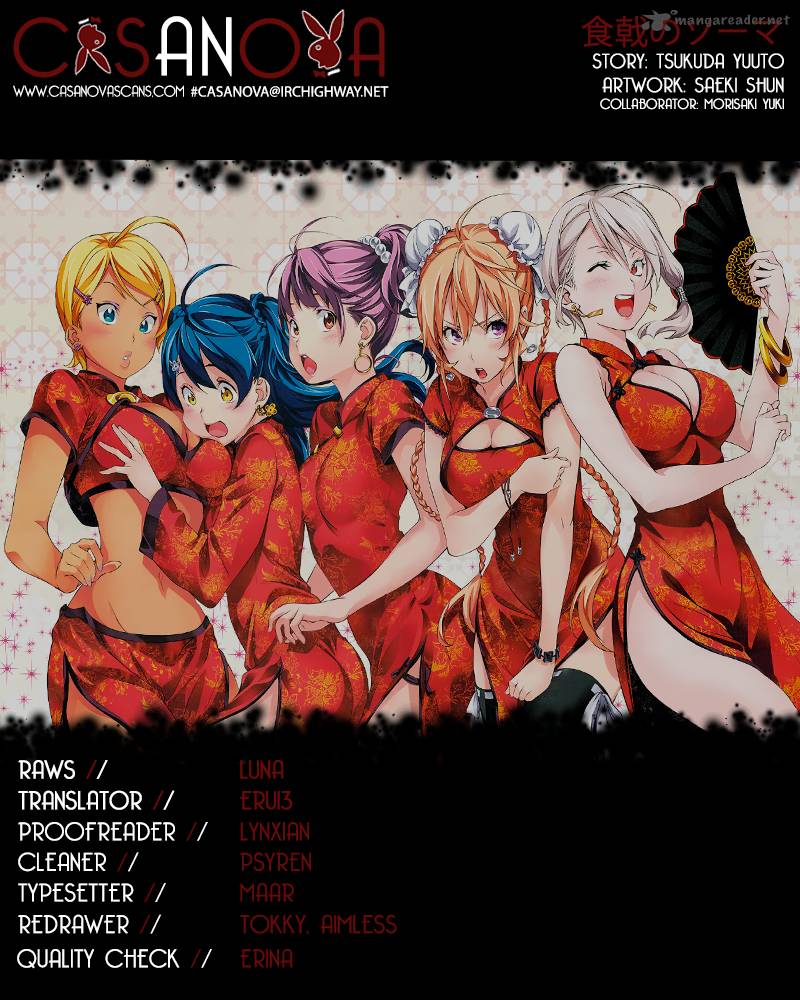 CASANOVA
WWW.CASANOVASCANS.COM #CASANOVA@IRCHIGHWAY.NET
mangareader.net
食戟のソーマ
STORY: TSUKUDA YUUTO
ARTWORK: SAEKI SHUN
COLLABORATOR: MORISAKI YUKI
RAWS // LUNA
TRANSLATOR // ERUI3
PROOFREADER // LYNXIAN
CLEANER // PSYREN
TYPESETTER // MAAR
REDRAWER // TOKKY, AIMLESS
QUALITY CHECK // ERINA